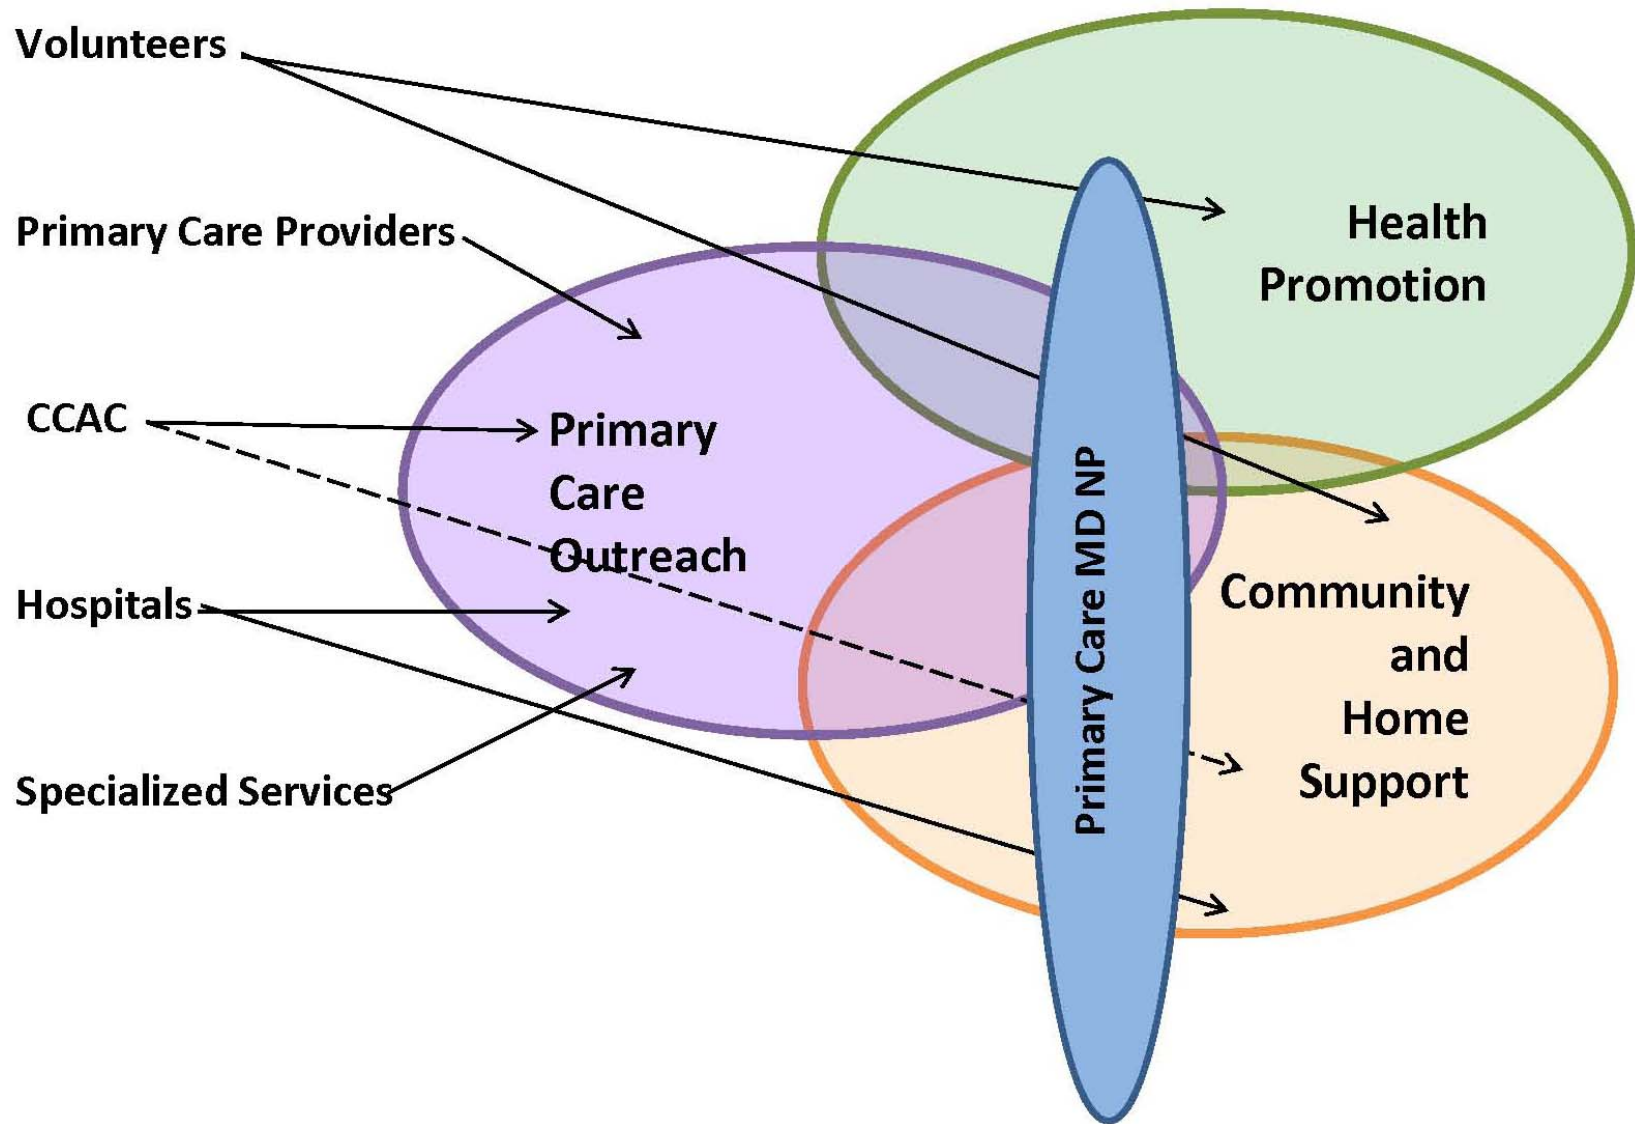 Volunteers
Primary Care Providers
CCAC
Hospitals
Specialized Services
Primary
Care
Outreach
Primary Care MD NP
Health
Promotion
Community
and
Home
Support